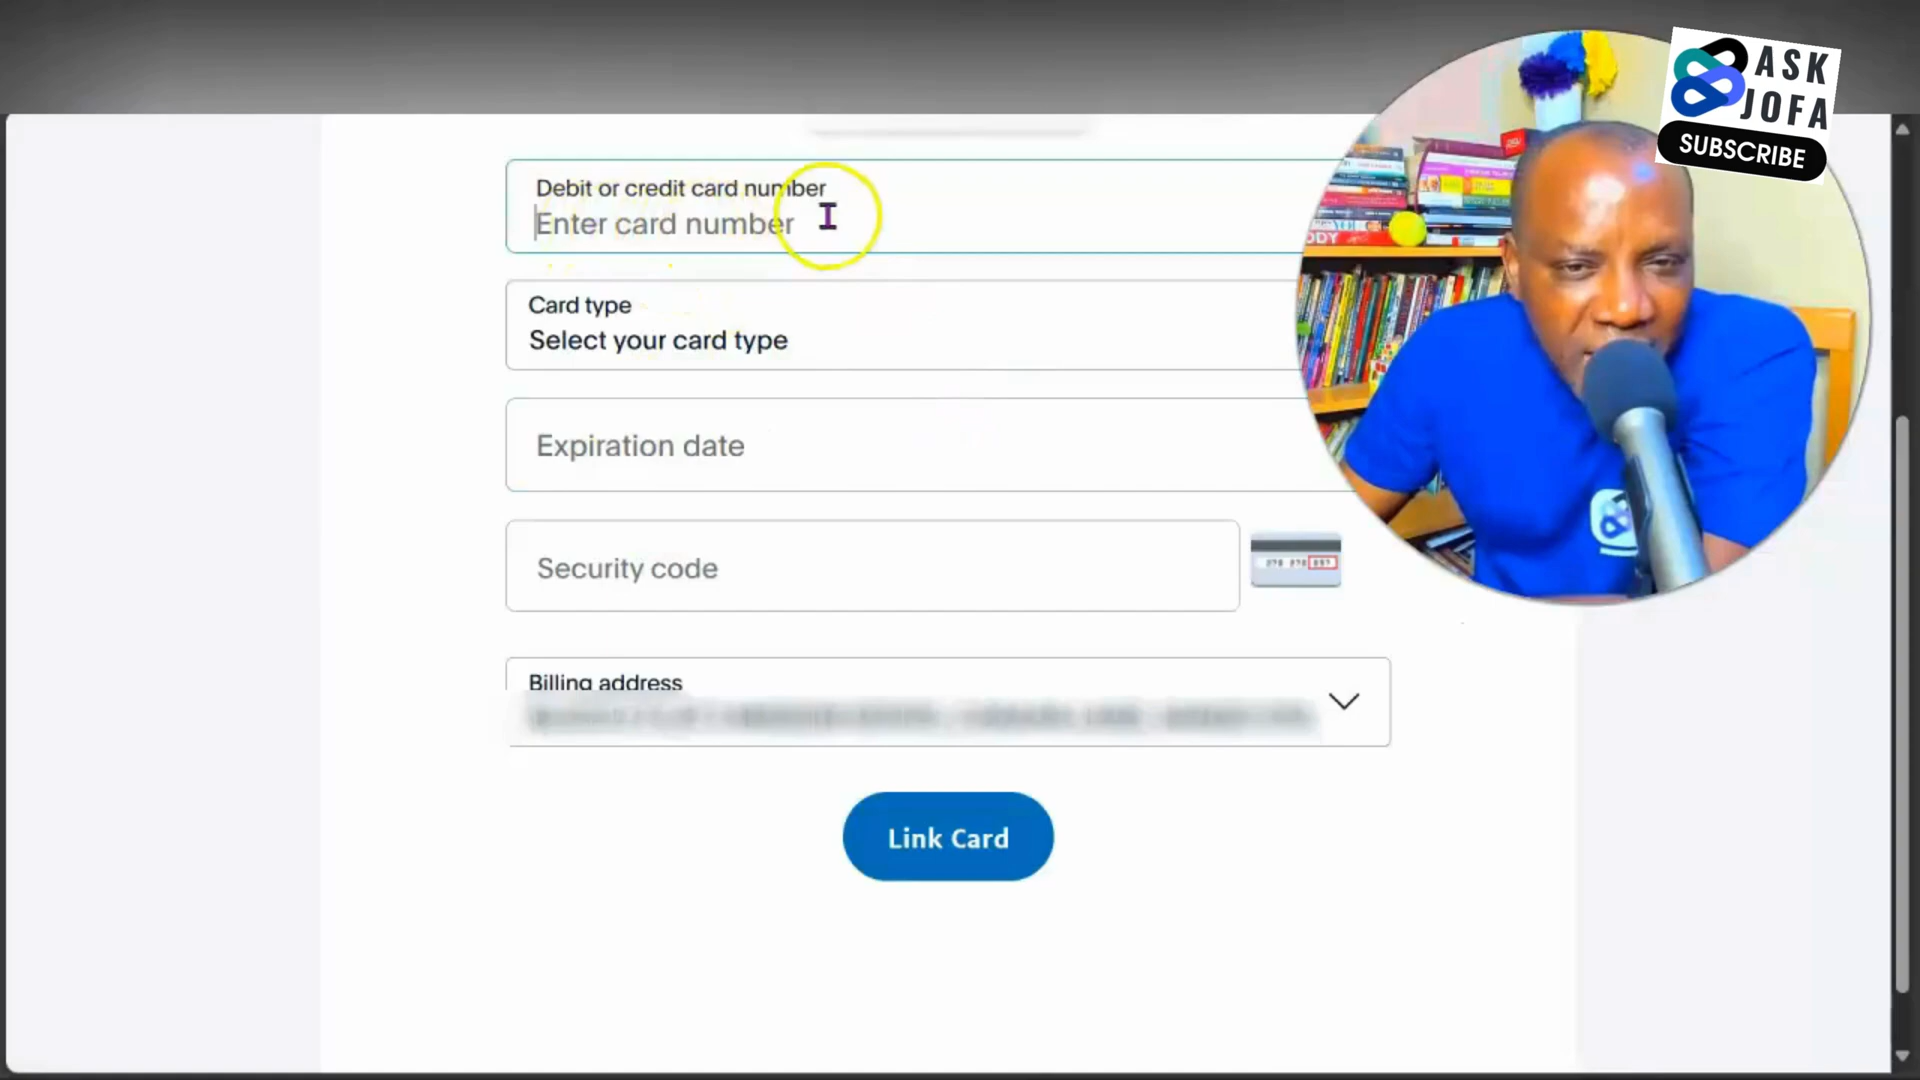 ASK
JOFA
SUBSCRIBE
Debit or credit card number
Enter card number
Card type
Select your card type
Expiration date
Security code
Billing address
Link Card